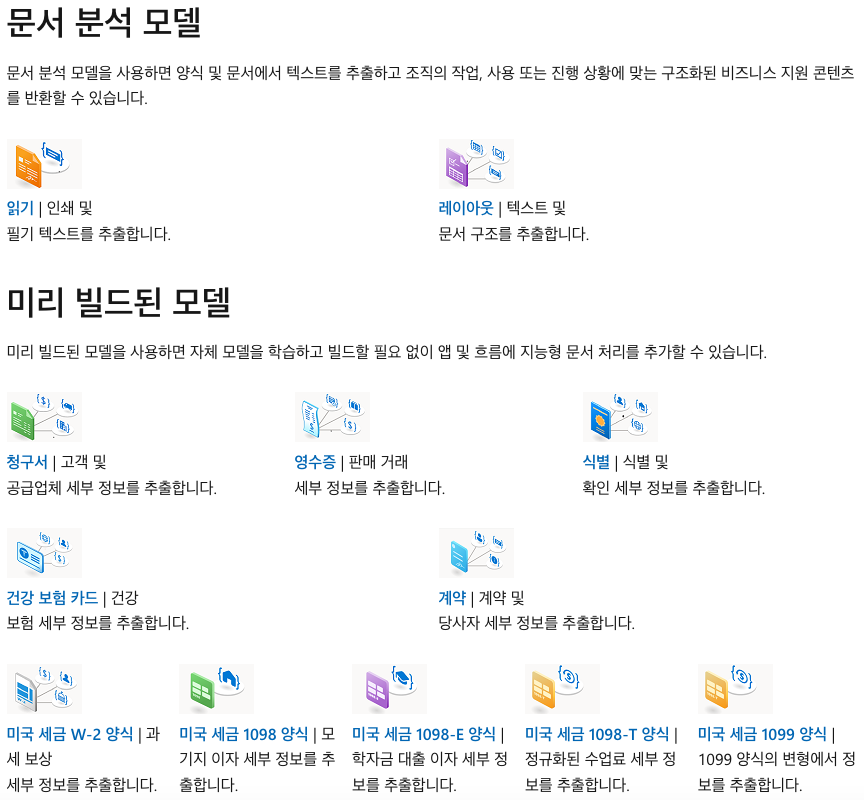 문서 분석 모델
문서 분석 모델을 사용하면 양식 및 문서에서 텍스트를 추출하고 조직의 작업, 사용 또는 진행 상황에 맞는 구조화된 비즈니스 지원 콘텐츠
를 반환할 수 있습니다.
읽기 | 인쇄 및
필기 텍스트를 추출합니다.
레이아웃 | 텍스트 및
문서 구조를 추출합니다.
미리 빌드된 모델
미리 빌드된 모델을 사용하면 자체 모델을 학습하고 빌드할 필요 없이 앱 및 흐름에 지능형 문서 처리를 추가할 수 있습니다.
청구서 | 고객 및
공급업체 세부 정보를 추출합니다.
영수증 | 판매 거래
세부 정보를 추출합니다.
식별 | 식별 및
확인 세부 정보를 추출합니다.
건강 보험 카드 | 건강
보험 세부 정보를 추출합니다.
계약 | 계약 및
당사자 세부 정보를 추출합니다.
미국 세금 W-2 양식 | 과
세 보상
세부 정보를 추출합니다.
미국 세금 1098 양식 | 모
기지 이자 세부 정보를 추
출합니다.
미국 세금 1098-E 양식 |
학자금 대출 이자 세부 정
보를 추출합니다.
미국 세금 1098-T 양식 |
정규화된 수업료 세부 정
보를 추출합니다.
미국 세금 1099 양식 |
1099 양식의 변형에서 정
보를 추출합니다.